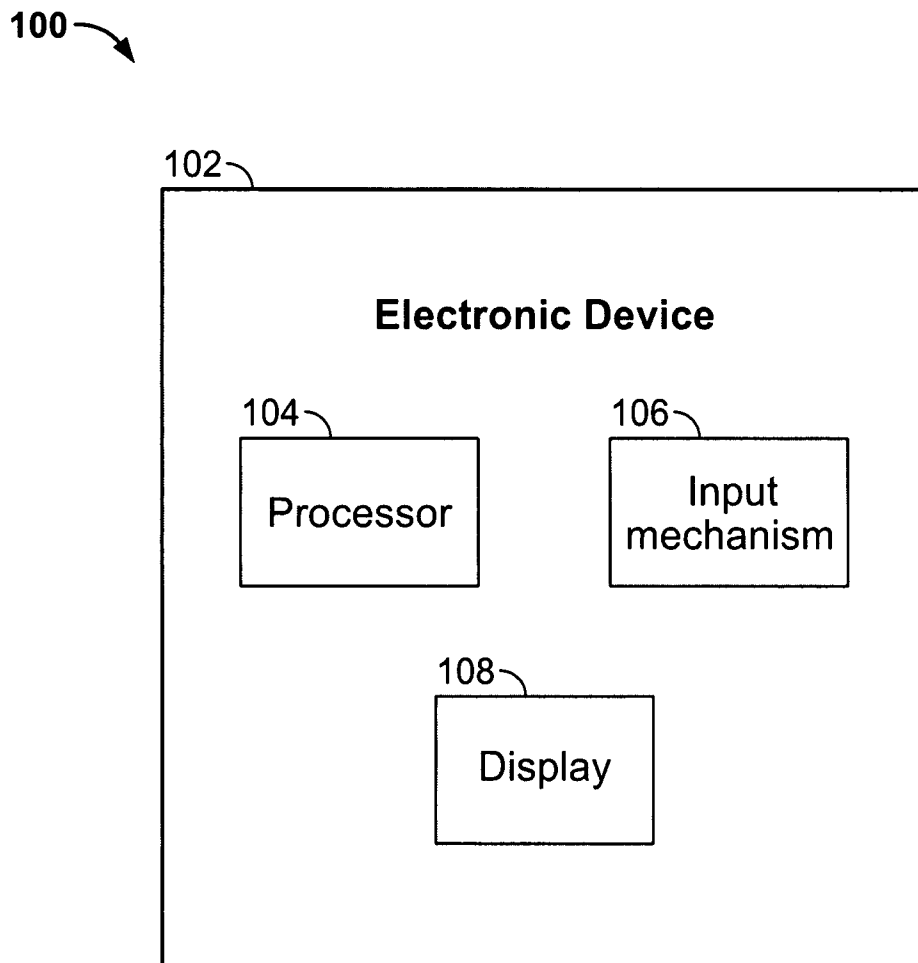 100
102
Electronic Device
104
106
Processor
Input
mechanism
108
Display